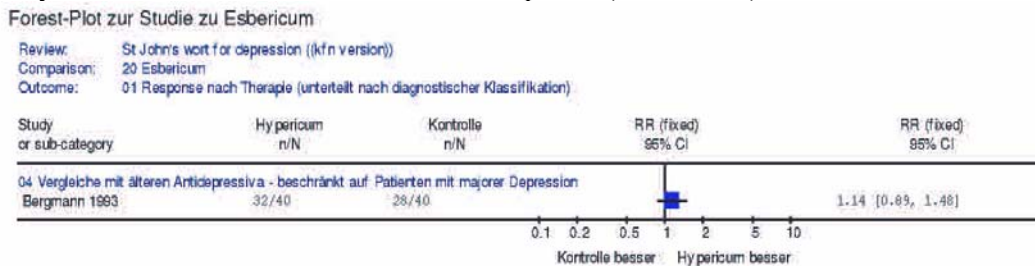 Forest-Plot zur Studie zu Esbericum
Review: St John's wort for depression ((kfn version))
Comparison: 20 Esbericum
Outcome: 01 Response nach Therapie (unterteilt nach diagnostischer Klassifikation)
Study Hypericum Kontrolle RR (fixed) RR (fixed)
or sub-category n/N n/N 95% CI 95% CI
04 Vergleiche mit älteren Antidepressiva - beschränkt auf Patienten mit majorer Depression
Bergmann 1993 32/40 28/40 1.14 [0.89, 1.48]
0.1 0.2 0.5 1 2 5 10
Kontrolle besser Hypericum besser